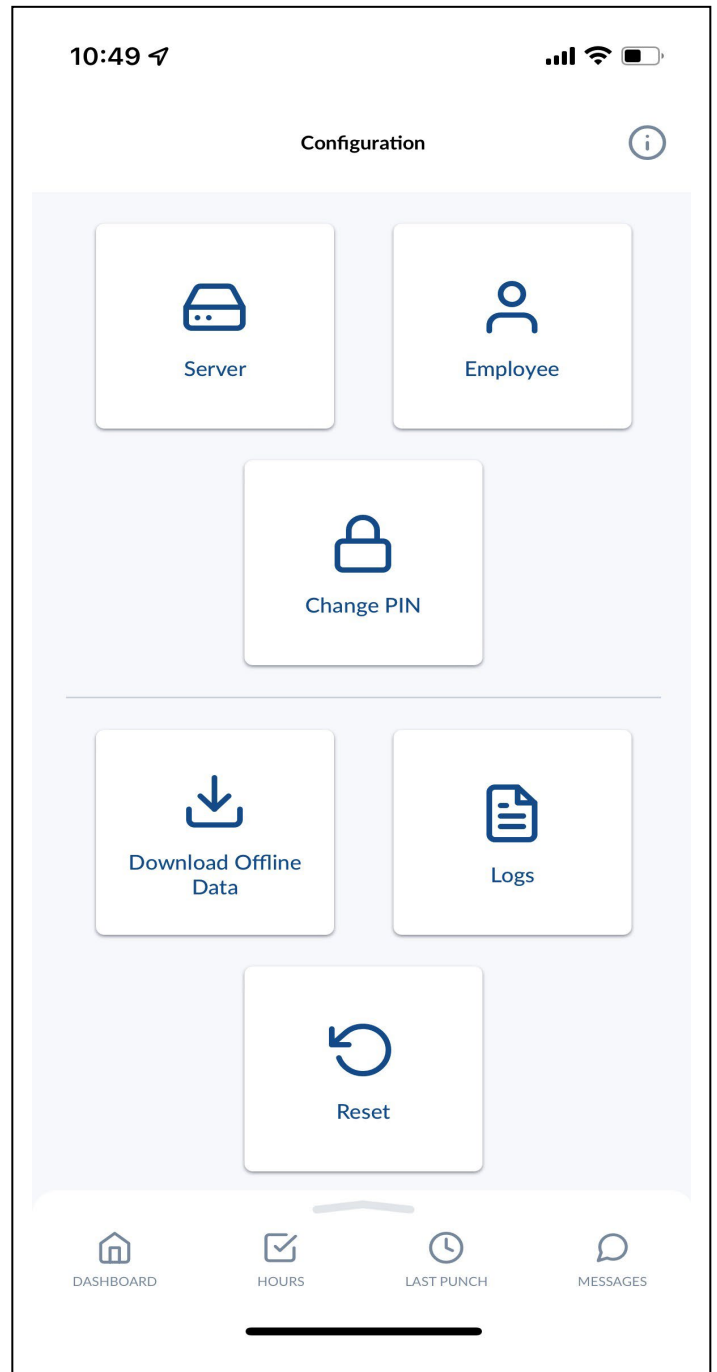 10:49
Configuration
Server
Employee
Change PIN
Download Offline
Data
Logs
Reset
DASHBOARD
HOURS
LAST PUNCH
MESSAGES